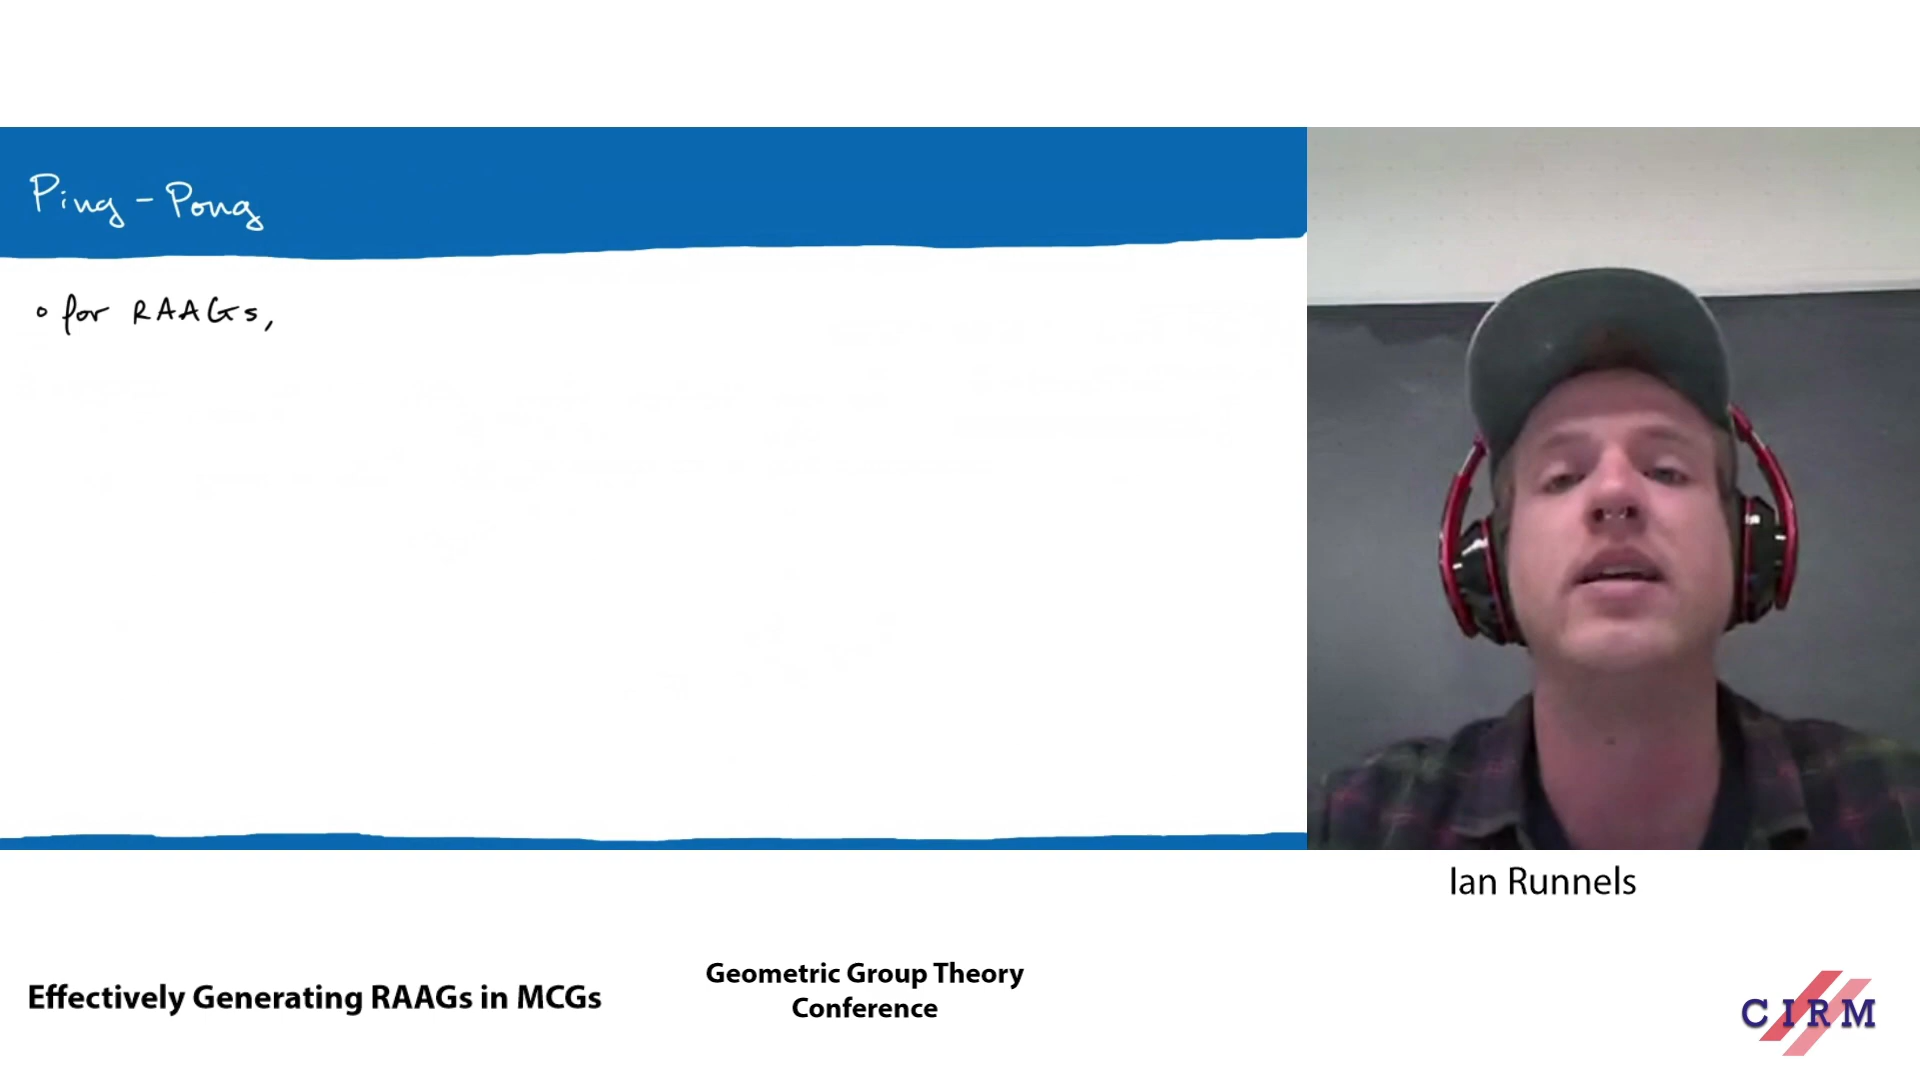 Ping - Pong
◦ for RAAGs,
Ian Runnels
Effectively Generating RAAGs in MCGs
Geometric Group Theory
Conference
CIRM